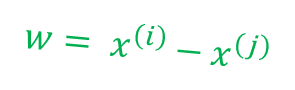 w = x^(i) − x^(j)